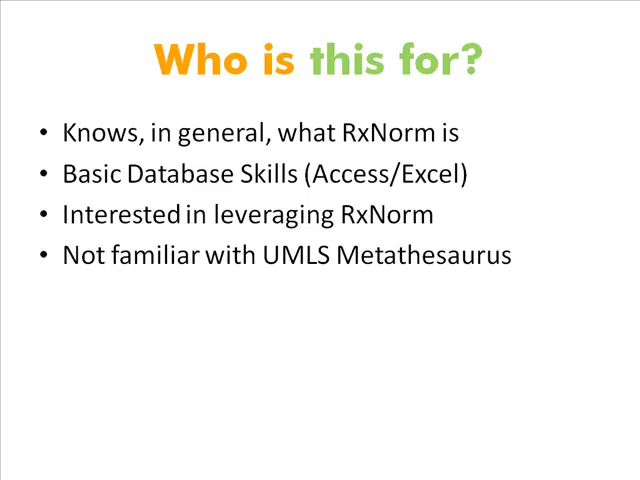 Who is this for?
• Knows, in general, what RxNorm is
• Basic Database Skills (Access/Excel)
• Interested in leveraging RxNorm
• Not familiar with UMLS Metathesaurus